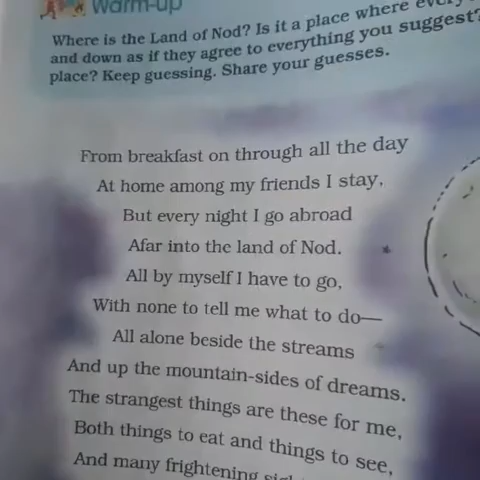 Warm-up
Where is the Land of Nod? Is it a place where
and down as if they agree to everything you suggest?
place? Keep guessing. Share your guesses.
From breakfast on through all the day
At home among my friends I stay,
But every night I go abroad
Afar into the land of Nod.
All by myself I have to go,
With none to tell me what to do—
All alone beside the streams
And up the mountain-sides of dreams.
The strangest things are these for me,
Both things to eat and things to see,
And many frightening